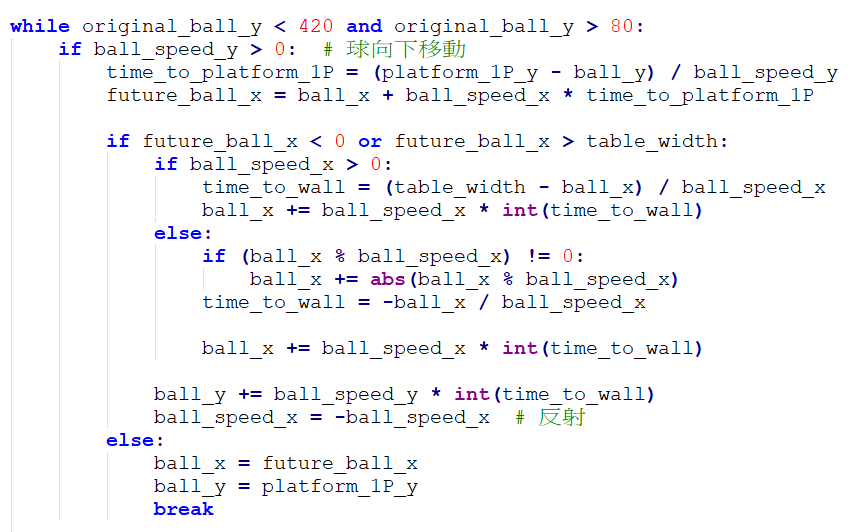 while original_ball_y < 420 and original_ball_y > 80:
    if ball_speed_y > 0:  # 球向下移動
        time_to_platform_1P = (platform_1P_y - ball_y) / ball_speed_y
        future_ball_x = ball_x + ball_speed_x * time_to_platform_1P

        if future_ball_x < 0 or future_ball_x > table_width:
            if ball_speed_x > 0:
                time_to_wall = (table_width - ball_x) / ball_speed_x
                ball_x += ball_speed_x * int(time_to_wall)
            else:
                if (ball_x % ball_speed_x) != 0:
                    ball_x += abs(ball_x % ball_speed_x)
                time_to_wall = -ball_x / ball_speed_x

                ball_x += ball_speed_x * int(time_to_wall)

            ball_y += ball_speed_y * int(time_to_wall)
            ball_speed_x = -ball_speed_x  # 反射
        else:
            ball_x = future_ball_x
            ball_y = platform_1P_y
            break